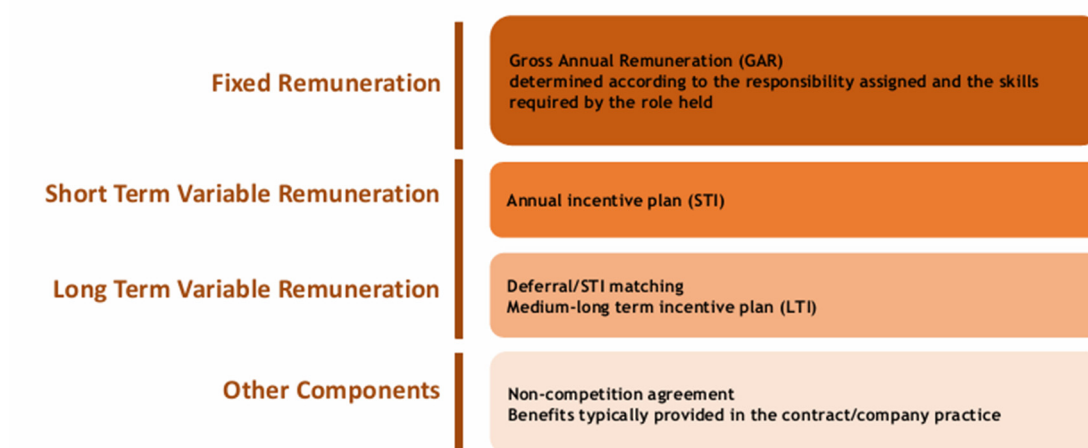 Fixed Remuneration
Gross Annual Remuneration (GAR)
determined according to the responsibility assigned and the skills
required by the role held
Short Term Variable Remuneration
Annual incentive plan (STI)
Long Term Variable Remuneration
Deferral/STI matching
Medium-long term incentive plan (LTI)
Other Components
Non-competition agreement
Benefits typically provided in the contract/company practice